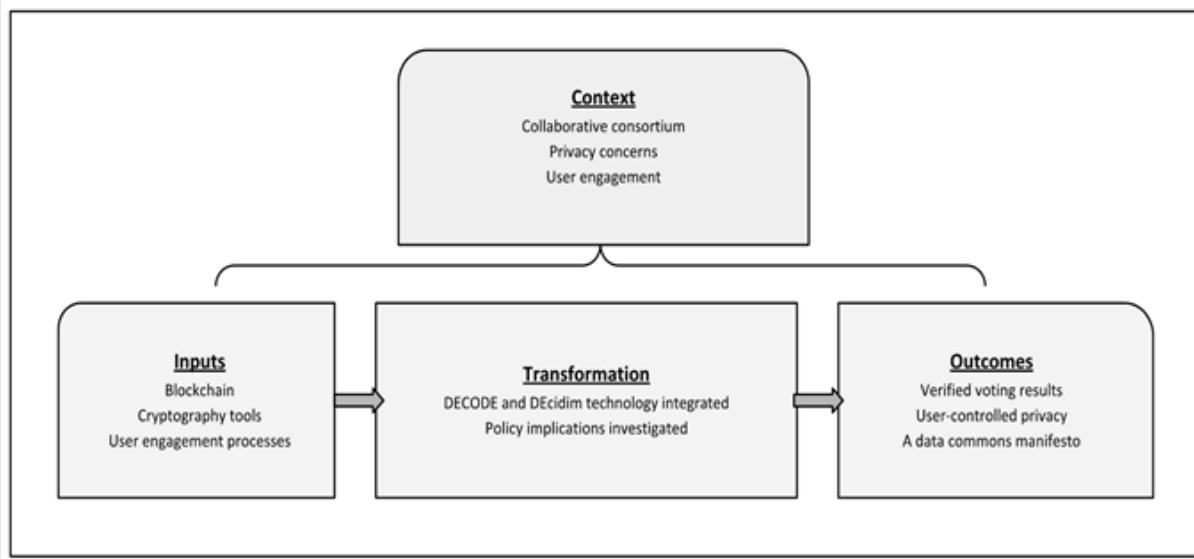 Context
Collaborative consortium
Privacy concerns
User engagement
Inputs
Blockchain
Cryptography tools
User engagement processes
Transformation
DECODE and DEcidim technology integrated
Policy implications investigated
Outcomes
Verified voting results
User-controlled privacy
A data commons manifesto